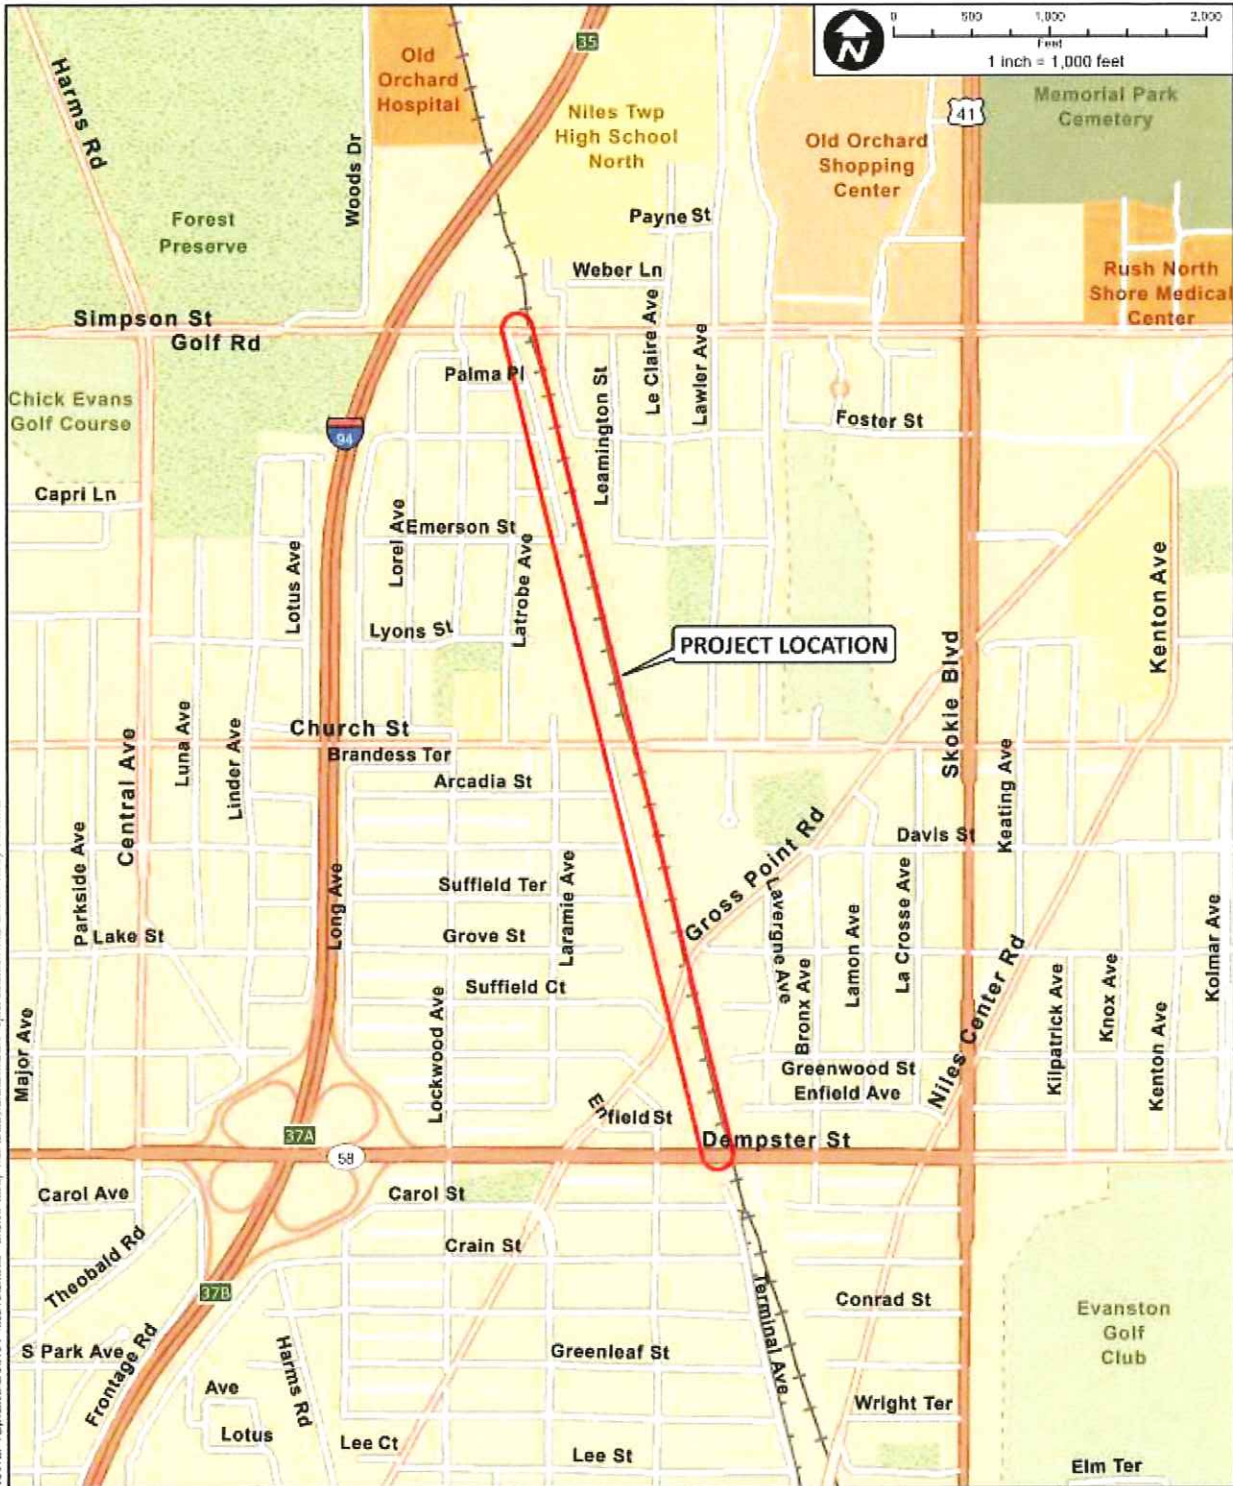 35
Old
Orchard
Hospital
Niles Twp
High School
North
N
0 500 1,000 2,000
Feet
1 inch = 1,000 feet
41
Memorial Park
Cemetery
Harms Rd
Woods Dr
Old Orchard
Shopping
Center
Forest
Preserve
Payne St
Weber Ln
Rush North
Shore Medical
Center
Le Claire Ave
Lawler Ave
Simpson St
Golf Rd
Palma Pl
Leamington St
Chick Evans
Golf Course
94
Foster St
Capri Ln
Lorel Ave
Emerson St
Latrobe Ave
Lotus Ave
Kenton Ave
Lyons St
PROJECT LOCATION
Skokie Blvd
Church St
Brandess Ter
Luna Ave
Linder Ave
Central Ave
Arcadia St
Keating Ave
Gross Point Rd
Davis St
Parkside Ave
Long Ave
Suffield Ter
Laramie Ave
Lavergne Ave
Lamon Ave
La Crosse Ave
Lake St
Grove St
Kolmar Ave
Suffield Ct
Bronx Ave
Niles Center Rd
Kilpatrick Ave
Knox Ave
Major Ave
Lockwood Ave
Greenwood St
Kenton Ave
Enfield Ave
Enfield St
37A
Dempster St
58
Carol Ave
Carol St
Theobald Rd
Crain St
37B
Terminal Ave
Conrad St
Evanston
Golf
Club
S Park Ave
Frontage Rd
Harms Rd
Greenleaf St
Ave
Wright Ter
Lotus
Lee Ct
Lee St
Elm Ter